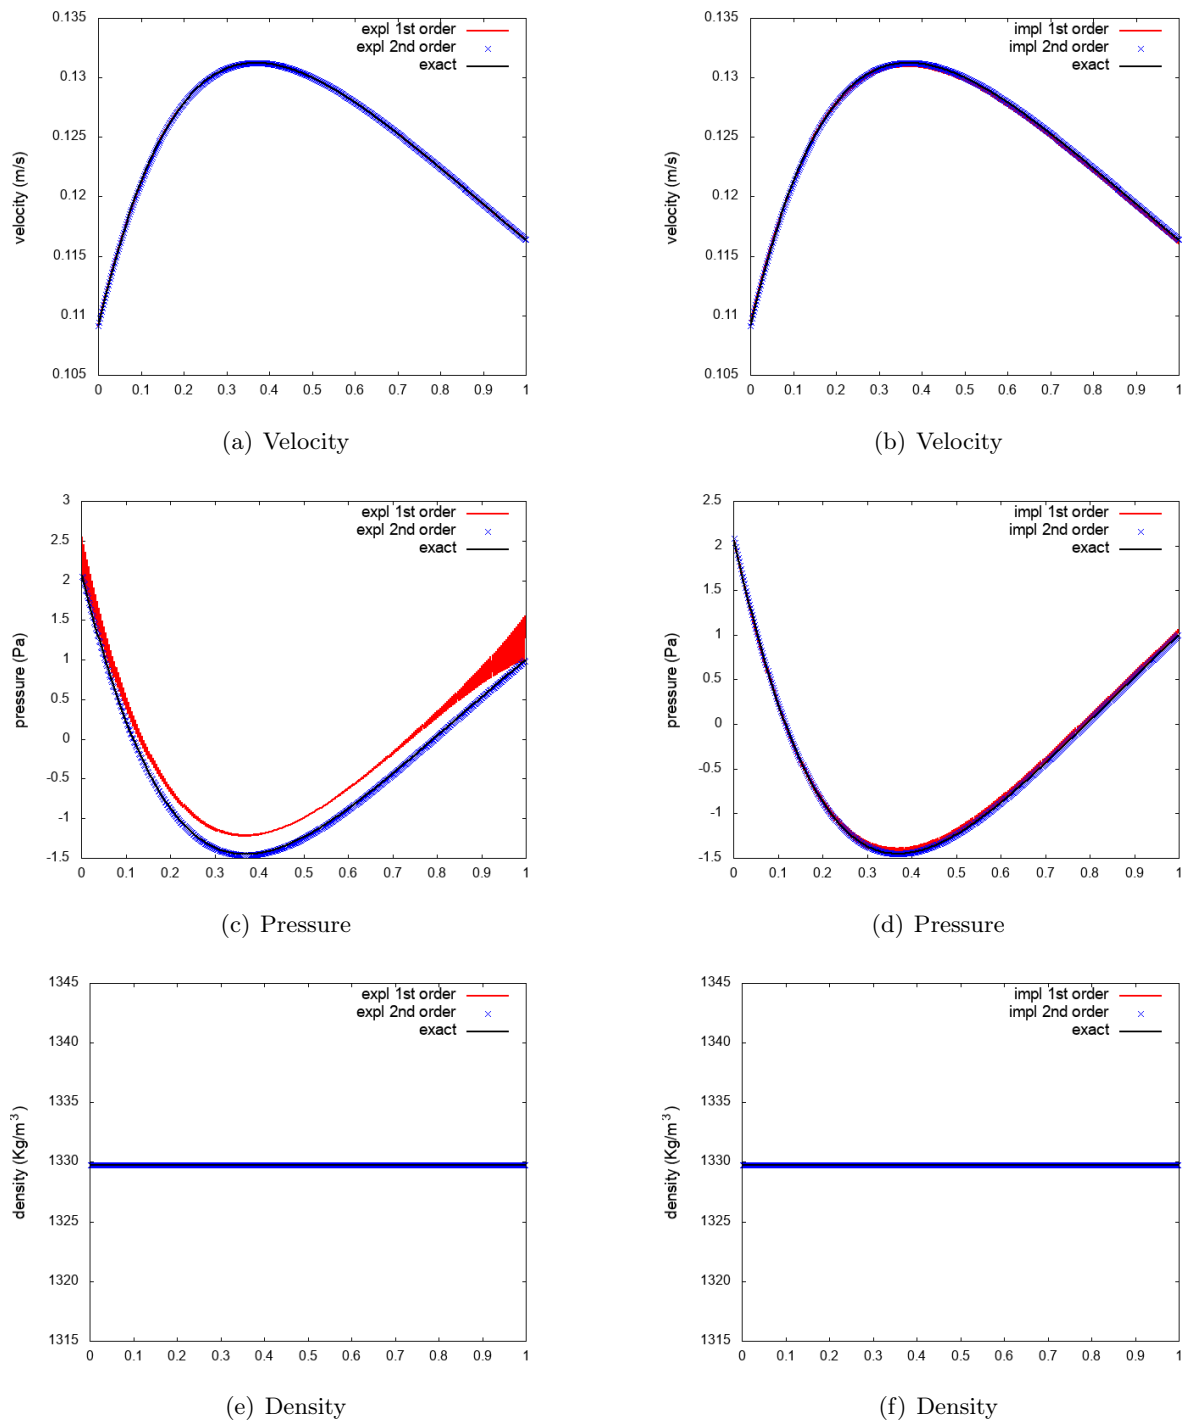 0.135
0.13
0.125
0.12
0.115
0.11
0.105
velocity (m/s)
expl 1st order
expl 2nd order
exact
0 0.1 0.2 0.3 0.4 0.5 0.6 0.7 0.8 0.9 1
(a) Velocity
0.135
0.13
0.125
0.12
0.115
0.11
0.105
velocity (m/s)
impl 1st order
impl 2nd order
exact
0 0.1 0.2 0.3 0.4 0.5 0.6 0.7 0.8 0.9 1
(b) Velocity
3
2.5
2
1.5
1
0.5
0
-0.5
-1
-1.5
pressure (Pa)
expl 1st order
expl 2nd order
exact
0 0.1 0.2 0.3 0.4 0.5 0.6 0.7 0.8 0.9 1
(c) Pressure
2.5
2
1.5
1
0.5
0
-0.5
-1
-1.5
pressure (Pa)
impl 1st order
impl 2nd order
exact
0 0.1 0.2 0.3 0.4 0.5 0.6 0.7 0.8 0.9 1
(d) Pressure
1345
1340
1335
1330
1325
1320
1315
density (Kg/m³)
expl 1st order
expl 2nd order
exact
0 0.1 0.2 0.3 0.4 0.5 0.6 0.7 0.8 0.9 1
(e) Density
1345
1340
1335
1330
1325
1320
1315
density (Kg/m³)
impl 1st order
impl 2nd order
exact
0 0.1 0.2 0.3 0.4 0.5 0.6 0.7 0.8 0.9 1
(f) Density